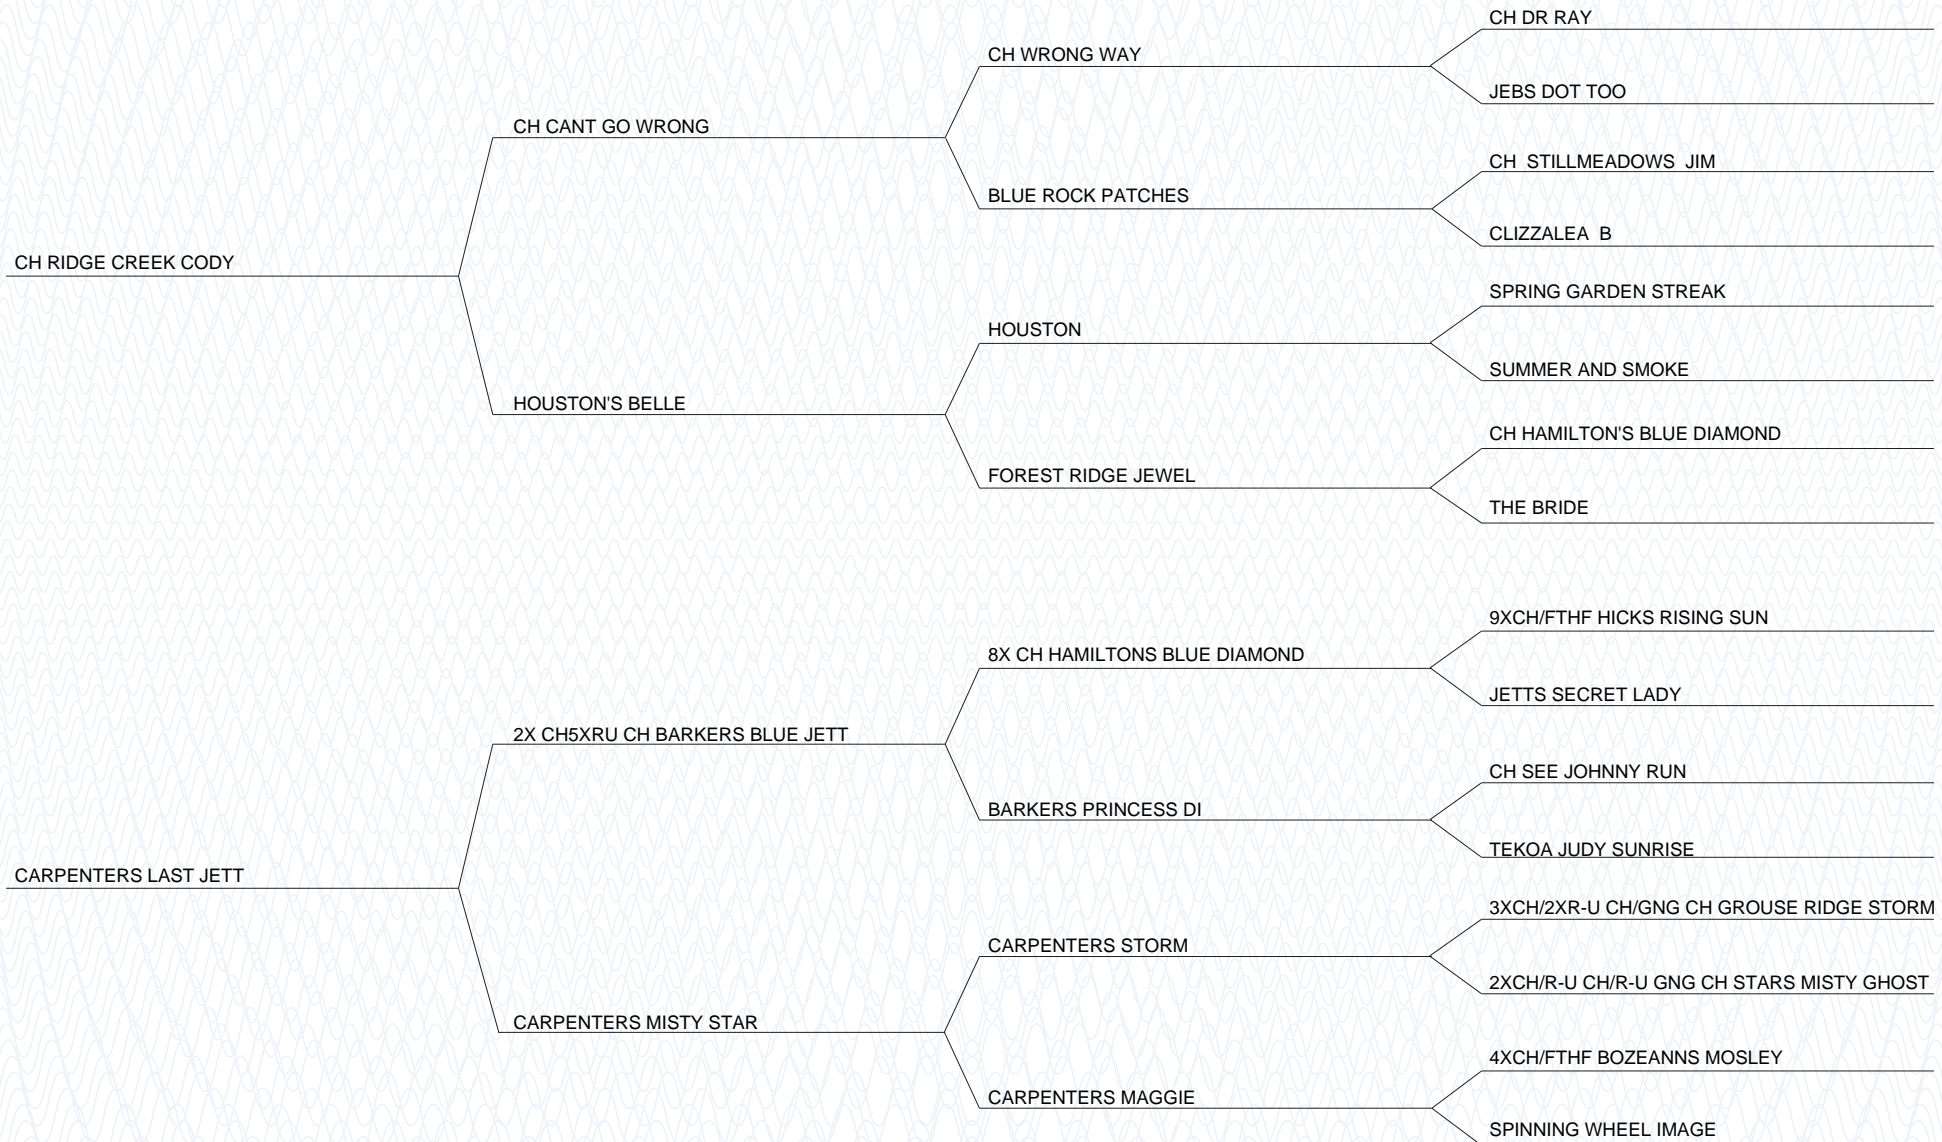 CH DR RAY
CH WRONG WAY
JEBS DOT TOO
CH CANT GO WRONG
CH  STILLMEADOWS  JIM
BLUE ROCK PATCHES
CLIZZALEA  B
CH RIDGE CREEK CODY
SPRING GARDEN STREAK
HOUSTON
SUMMER AND SMOKE
HOUSTON'S BELLE
CH HAMILTON'S BLUE DIAMOND
FOREST RIDGE JEWEL
THE BRIDE
9XCH/FTHF HICKS RISING SUN
8X CH HAMILTONS BLUE DIAMOND
JETTS SECRET LADY
2X CH5XRU CH BARKERS BLUE JETT
CH SEE JOHNNY RUN
BARKERS PRINCESS DI
TEKOA JUDY SUNRISE
CARPENTERS LAST JETT
3XCH/2XR-U CH/GNG CH GROUSE RIDGE STORM
CARPENTERS STORM
2XCH/R-U CH/R-U GNG CH STARS MISTY GHOST
CARPENTERS MISTY STAR
4XCH/FTHF BOZEANNS MOSLEY
CARPENTERS MAGGIE
SPINNING WHEEL IMAGE